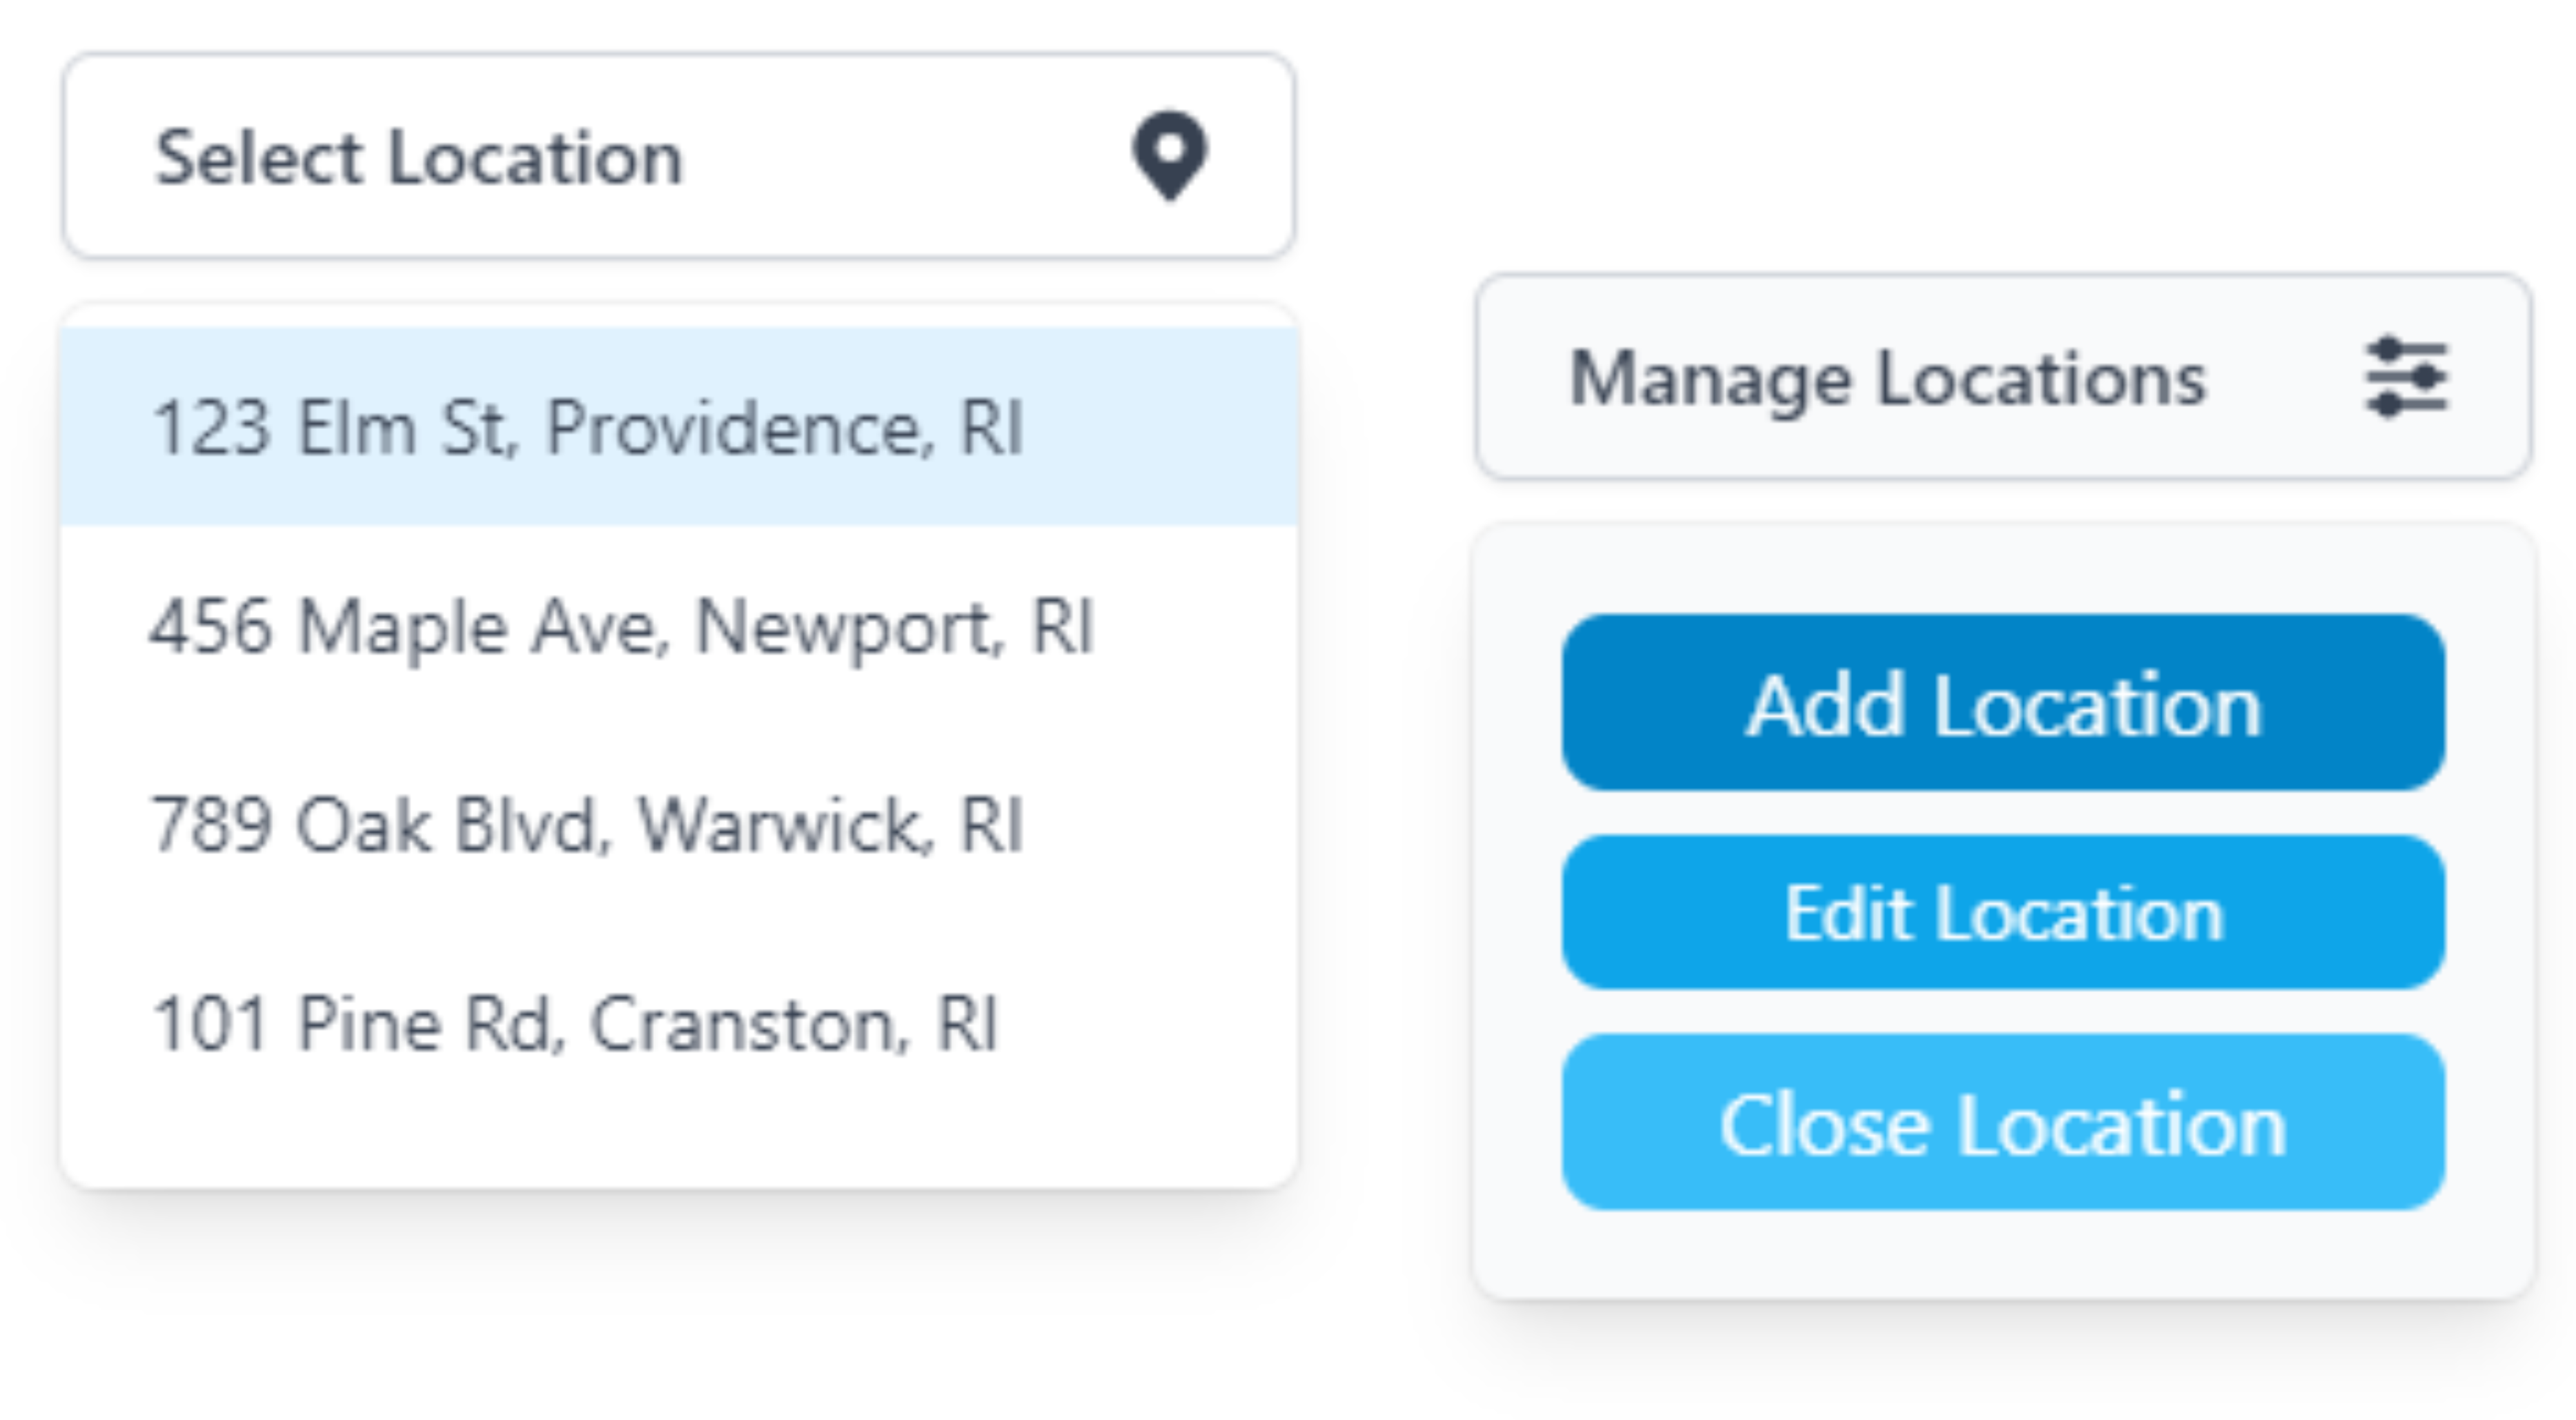 Select Location
123 Elm St, Providence, RI
456 Maple Ave, Newport, RI
789 Oak Blvd, Warwick, RI
101 Pine Rd, Cranston, RI
Manage Locations
Add Location
Edit Location
Close Location